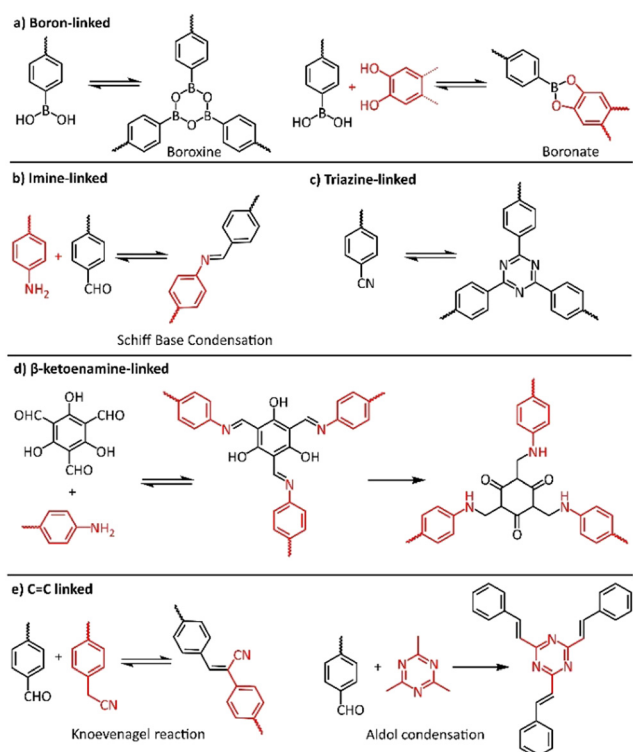 a) Boron-linked
B
HO OH
O B O
B O B
Boroxine
+
HO
HO
B
HO OH
B O
O
Boronate
b) Imine-linked
+
NH2
CHO
N
Schiff Base Condensation
c) Triazine-linked
CN
N N
N
d) β-ketoenamine-linked
OHC OH CHO
HO OH
CHO
+
NH2
OH
N N
HO OH
N
NH
O O
H N N H
O
e) C=C linked
+
CHO
CN
CN
Knoevenagel reaction
+
CHO
N N
N
Aldol condensation
N N
N